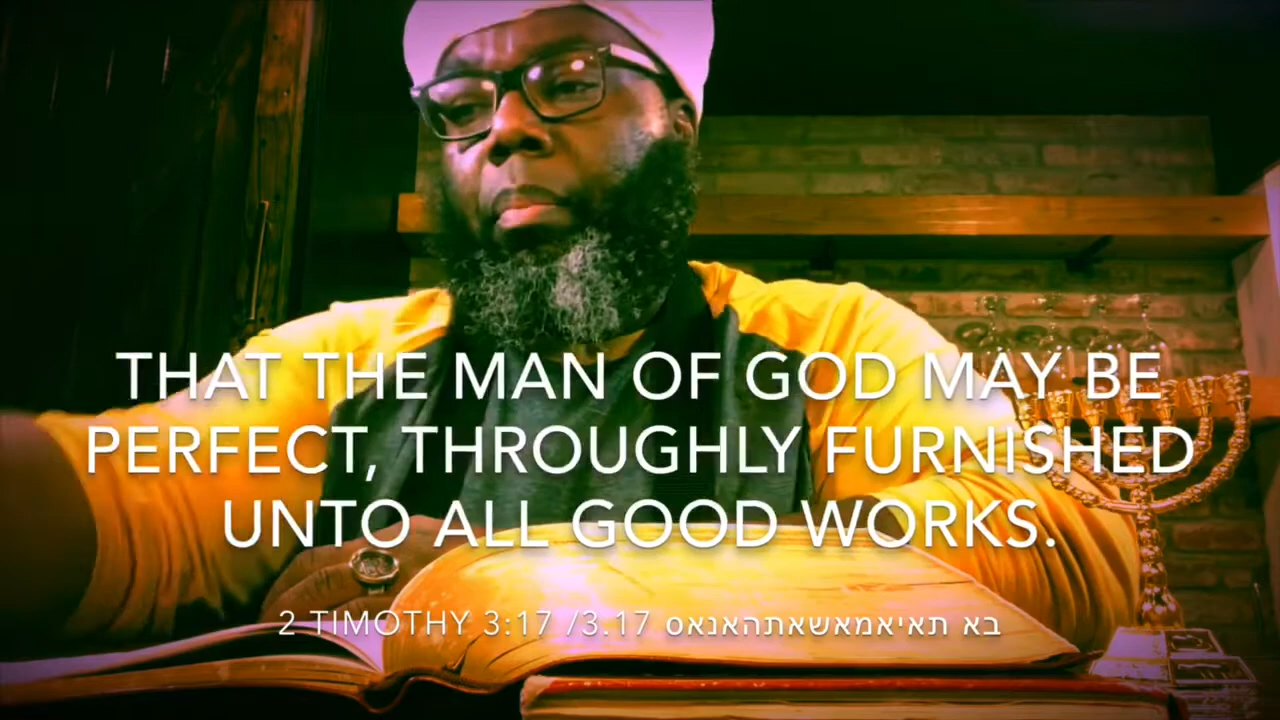 THAT THE MAN OF GOD MAY BE
PERFECT, THROUGHLY FURNISHED
UNTO ALL GOOD WORKS.
2 TIMOTHY 3:17 /3.17 בא תאיאמאשאתהאנאס